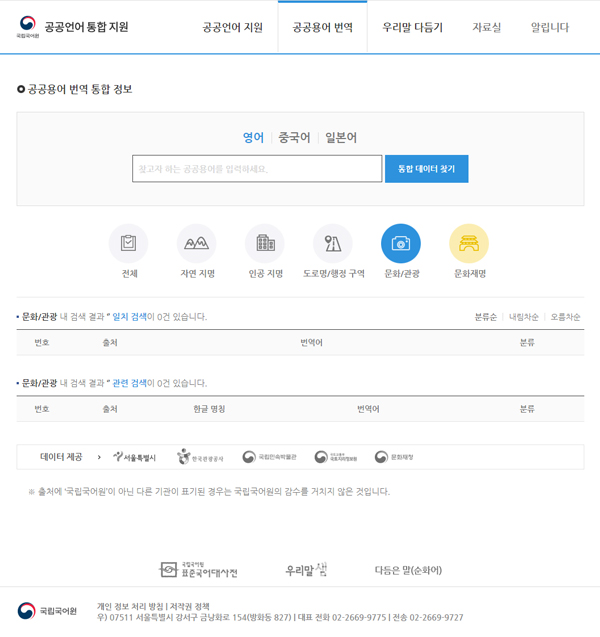 국립국어원 공공언어 통합 지원 공공언어 지원 공공용어 번역 우리말 다듬기 자료실 알립니다
공공용어 번역 통합 정보
영어 중국어 일본어
찾고자 하는 공공용어를 입력하세요. 통합 데이터 찾기
전체 자연 지명 인공 지명 도로명/행정 구역 문화/관광 문화재명
문화/관광 내 검색 결과 " 일치 검색이 0건 있습니다. 분류순 내림차순 오름차순
번호 출처 번역어 분류
문화/관광 내 검색 결과 " 관련 검색이 0건 있습니다.
번호 출처 한글 명칭 번역어 분류
데이터 제공 > 서울특별시 한국관광공사 국립민속박물관 국토지리정보원 문화재청
※ 출처에 '국립국어원'이 아닌 다른 기관이 표기된 경우는 국립국어원의 감수를 거치지 않은 것입니다.
국립국어원 표준국어대사전 우리말샘 다듬은 말(순화어)
국립국어원
개인 정보 처리 방침 | 저작권 정책
우) 07511 서울특별시 강서구 금낭화로 154(방화동 827) | 대표 전화 02-2669-9775 | 전송 02-2669-9727